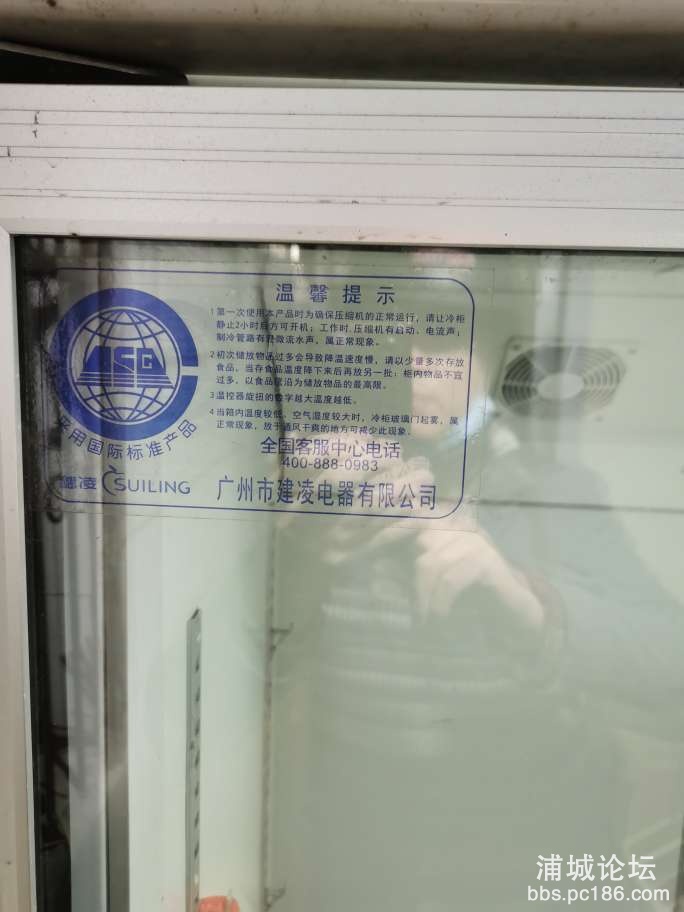 温馨提示
1 第一次使用本产品时为确保压缩机的正常运行，请让冷柜
静止2小时后方可开机；工作时.压缩机有启动、电流声，
制冷管路有轻微流水声，属正常现象。
2 初次储放物品过多会导致降温速度慢，请以少量多次存放
食品，当存食品温度降下来后再放另一批；柜内物品不宜
过多，以食品层沿为储放物品的最高限。
3 温控器旋扭的数字越大温度越低。
4 当箱内温度较低、空气湿度较大时，冷柜玻璃门起雾，属
正常现象，放于通风干爽的地方可减少此现象。
采用国际标准产品
全国客服中心电话
400-888-0983
穗凌 SUILING 广州市建凌电器有限公司
浦城论坛
bbs.pc186.com